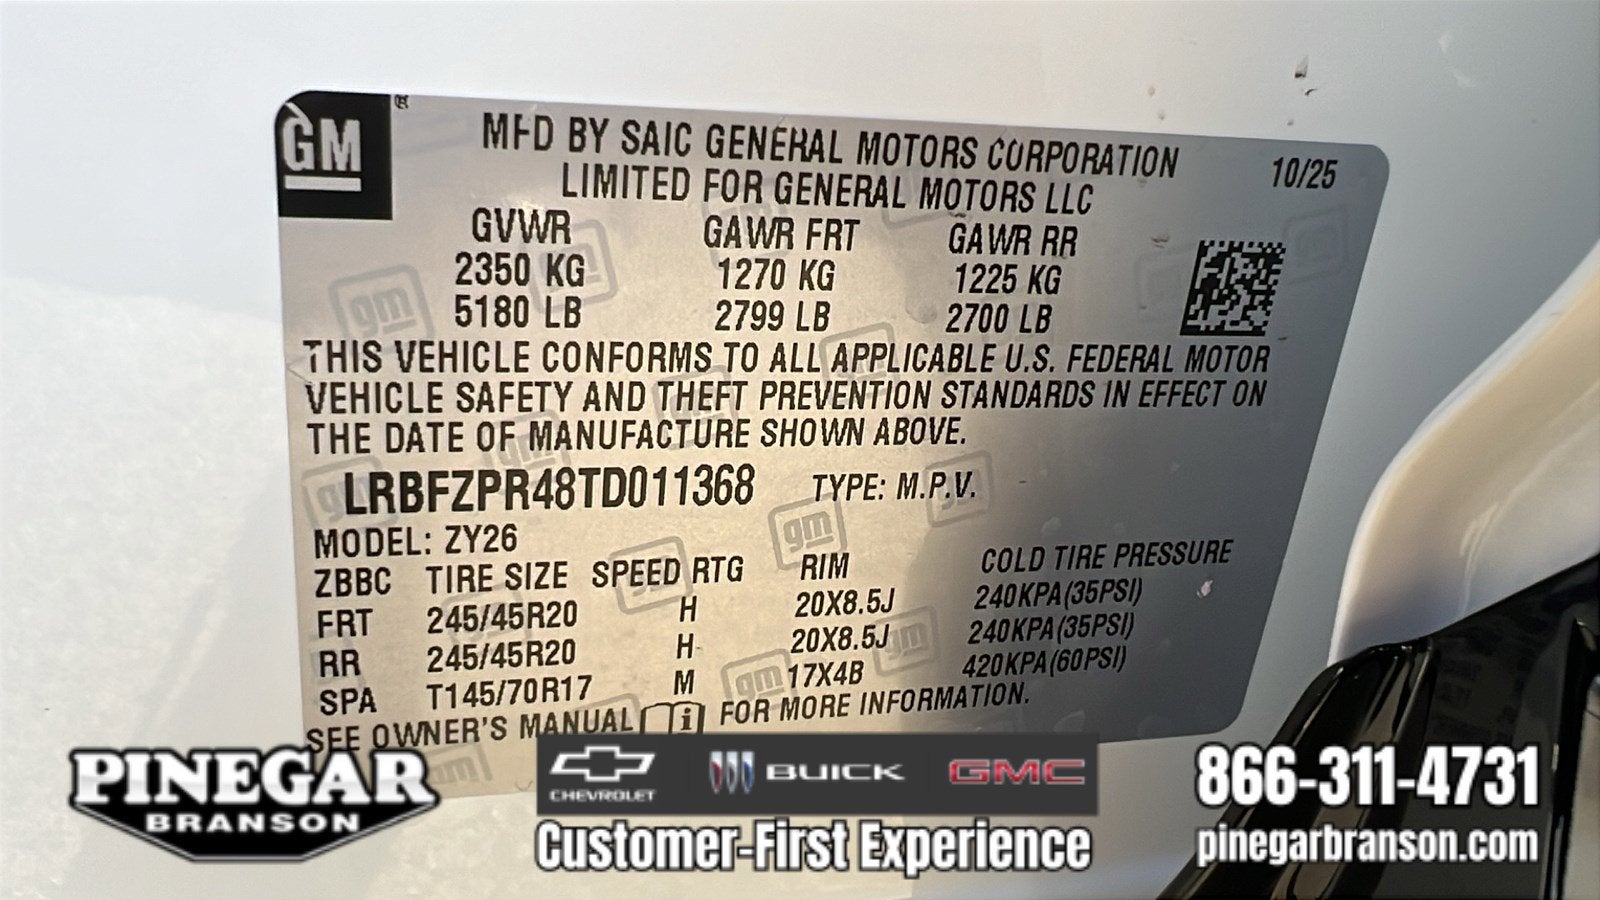 GM ®
MFD BY SAIC GENERAL MOTORS CORPORATION 10/25
LIMITED FOR GENERAL MOTORS LLC
GVWR GAWR FRT GAWR RR
2350 KG 1270 KG 1225 KG
5180 LB 2799 LB 2700 LB
THIS VEHICLE CONFORMS TO ALL APPLICABLE U.S. FEDERAL MOTOR
VEHICLE SAFETY AND THEFT PREVENTION STANDARDS IN EFFECT ON
THE DATE OF MANUFACTURE SHOWN ABOVE.
LRBFZPR48TD011368 TYPE: M.P.V.
MODEL: ZY26
ZBBC TIRE SIZE SPEED RTG RIM COLD TIRE PRESSURE
FRT 245/45R20 H 20X8.5J 240KPA(35PSI)
RR 245/45R20 H 20X8.5J 240KPA(35PSI)
SPA T145/70R17 M 17X4B 420KPA(60PSI)
SEE OWNER'S MANUAL i FOR MORE INFORMATION.
PINEGAR
BRANSON
CHEVROLET BUICK GMC
Customer-First Experience
866-311-4731
pinegarbranson.com